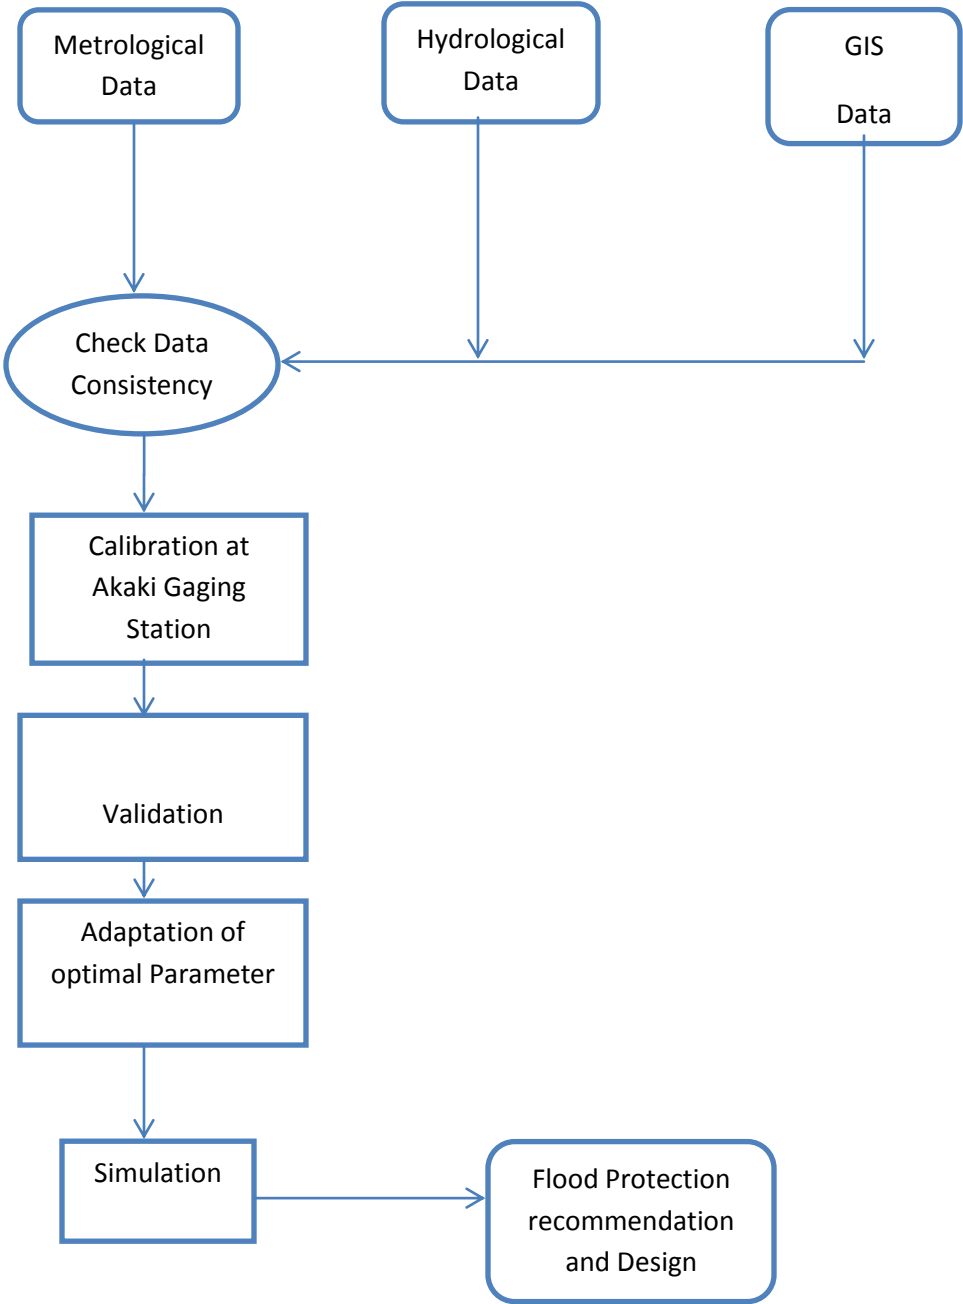 Metrological
Data
Hydrological
Data
GIS
Data
Check Data
Consistency
Calibration at
Akaki Gaging
Station
Validation
Adaptation of
optimal Parameter
Simulation
Flood Protection
recommendation
and Design